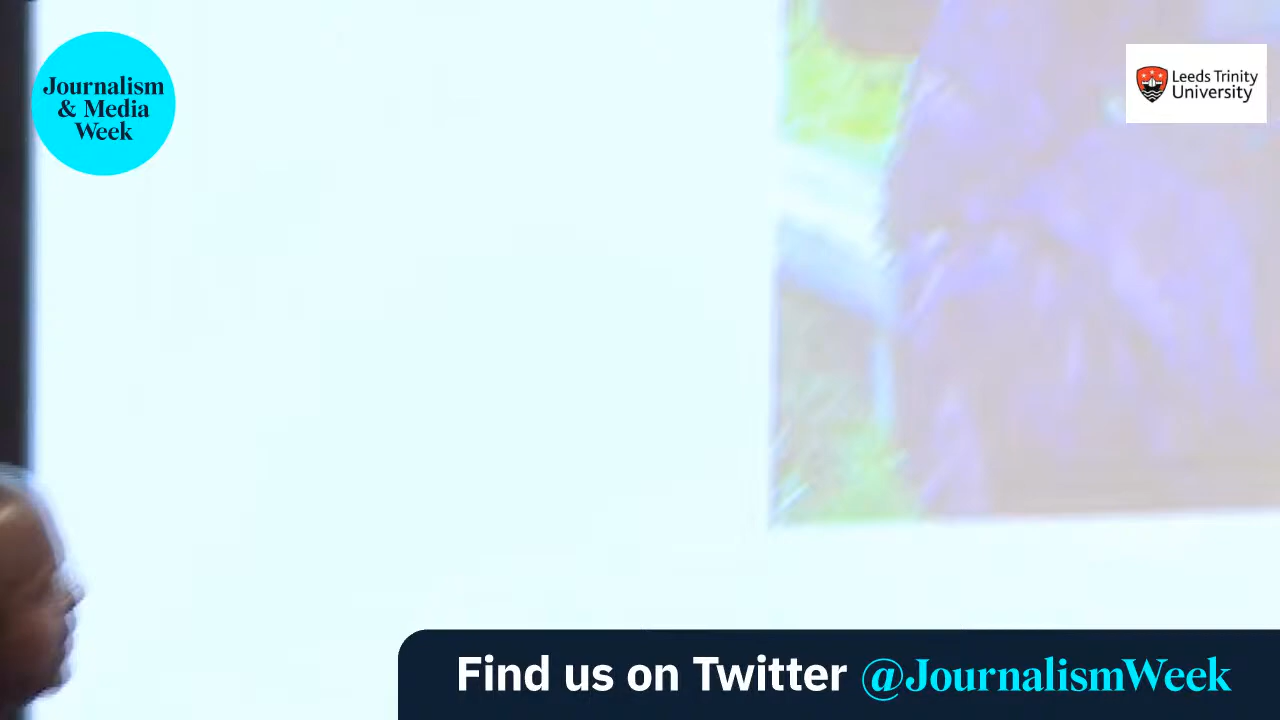 Journalism
& Media
Week
Leeds Trinity
University
Find us on Twitter @JournalismWeek